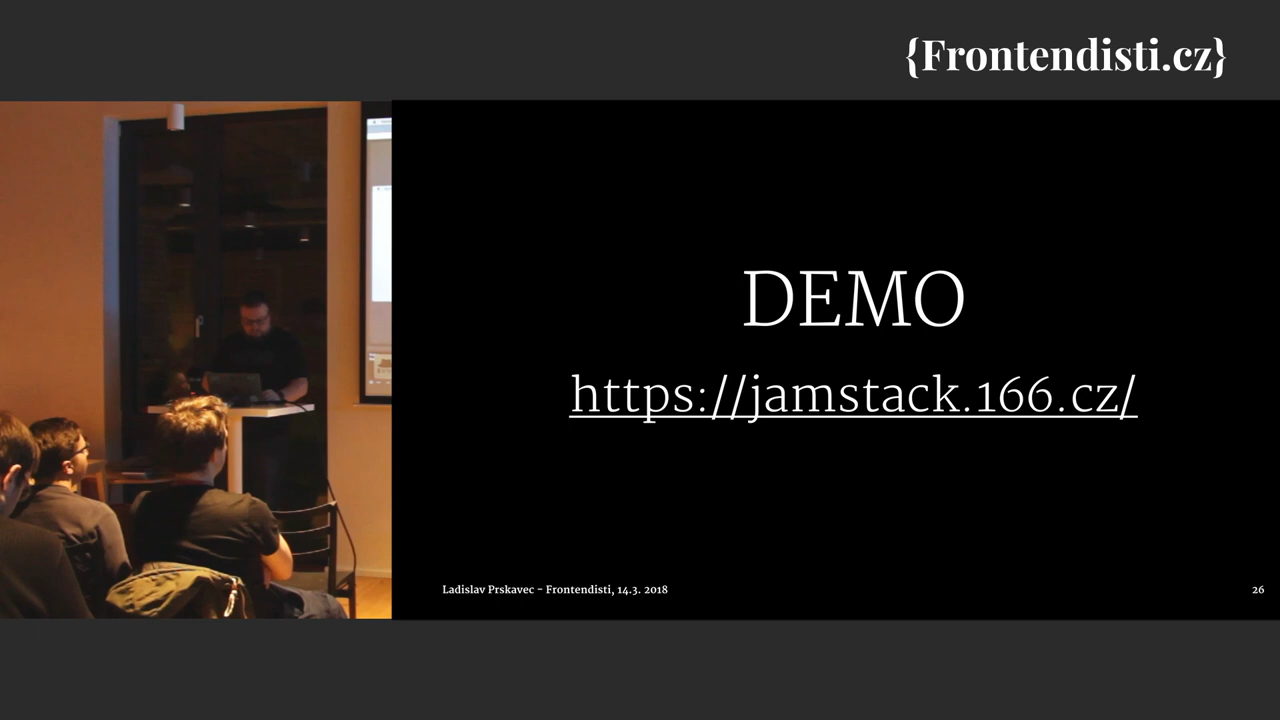 {Frontendisti.cz}
DEMO
https://jamstack.166.cz/
Ladislav Prskavec - Frontendisti, 14.3. 2018
26